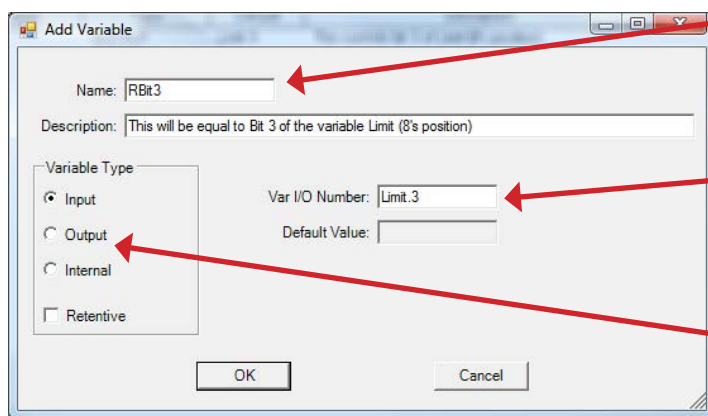 Add Variable
Name: RBit3
Description: This will be equal to Bit 3 of the variable Limit (8's position)
Variable Type
Input
Var I/O Number: Limit.3
Output
Default Value:
Internal
Retentive
OK Cancel